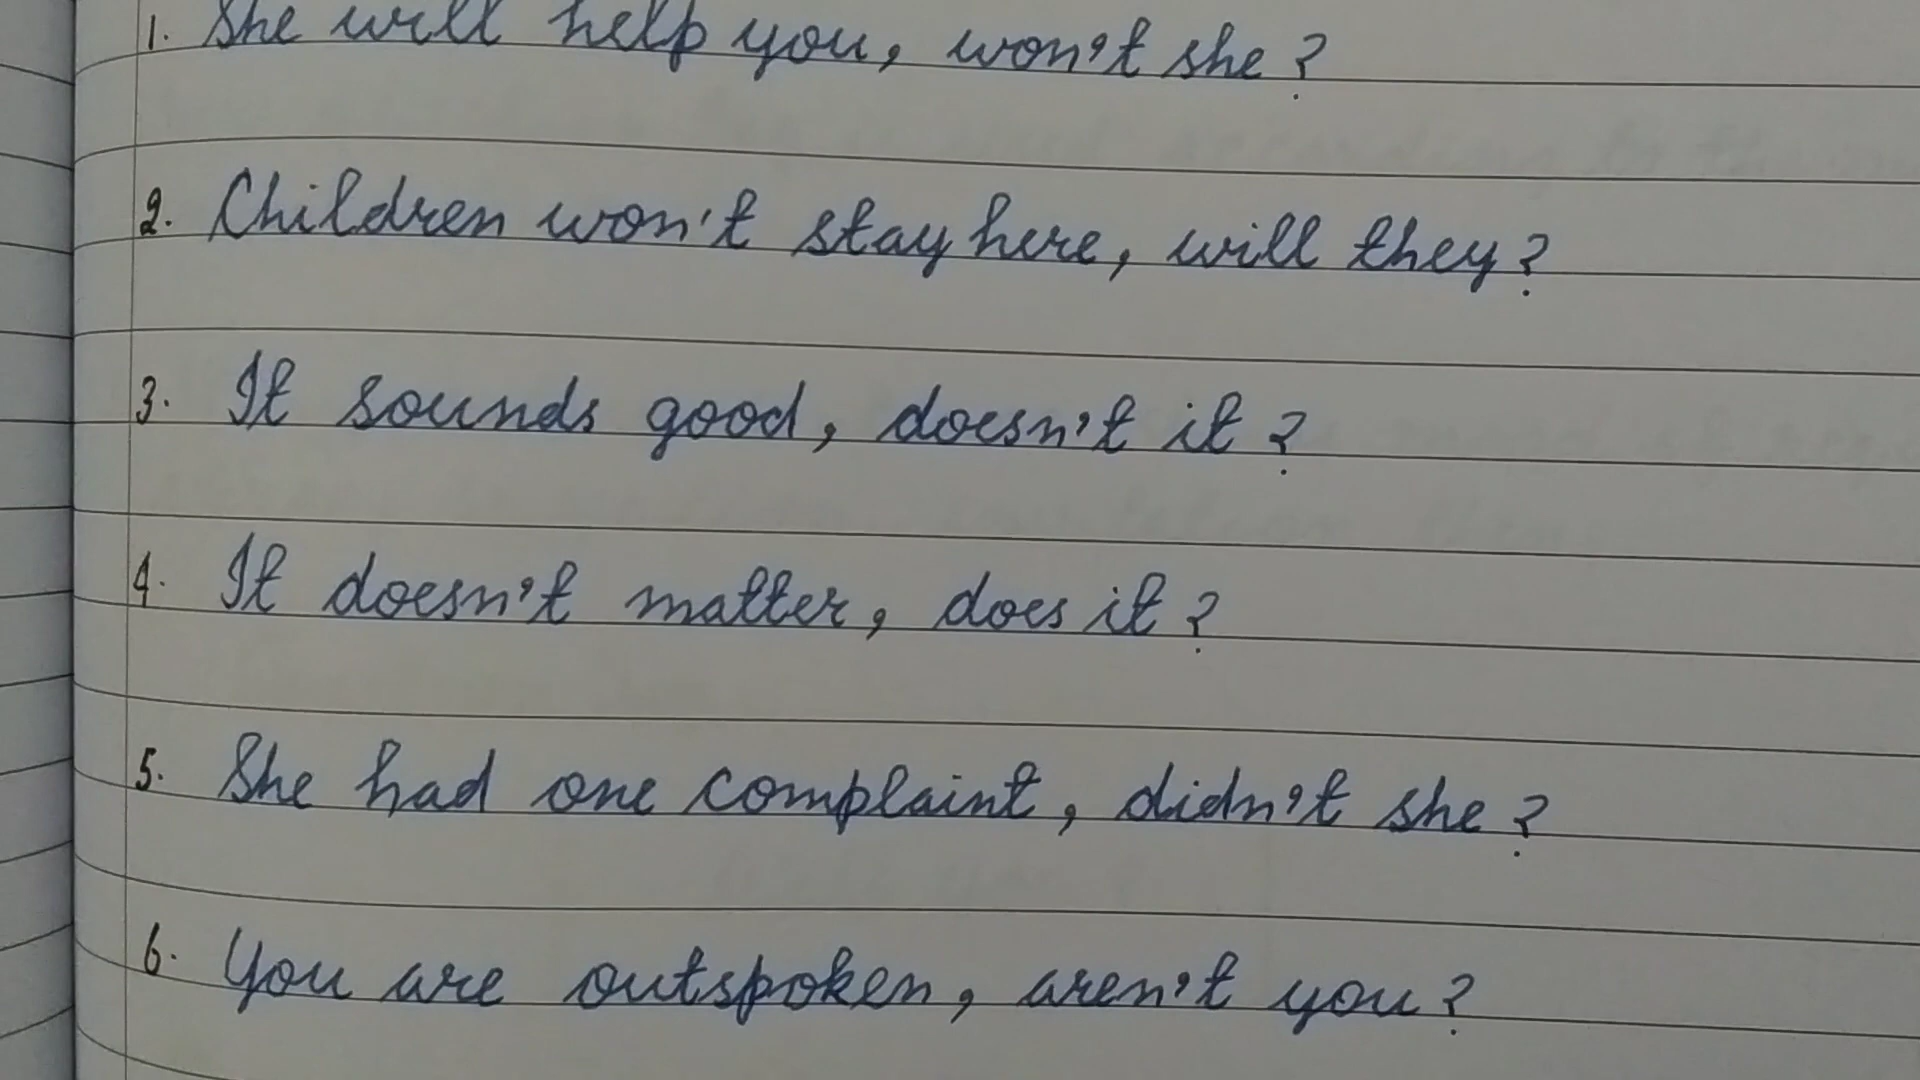 1. She will help you, won't she?
2. Children won't stay here, will they?
3. It sounds good, doesn't it?
4. It doesn't matter, does it?
5. She had one complaint, didn't she?
6. You are outspoken, aren't you?